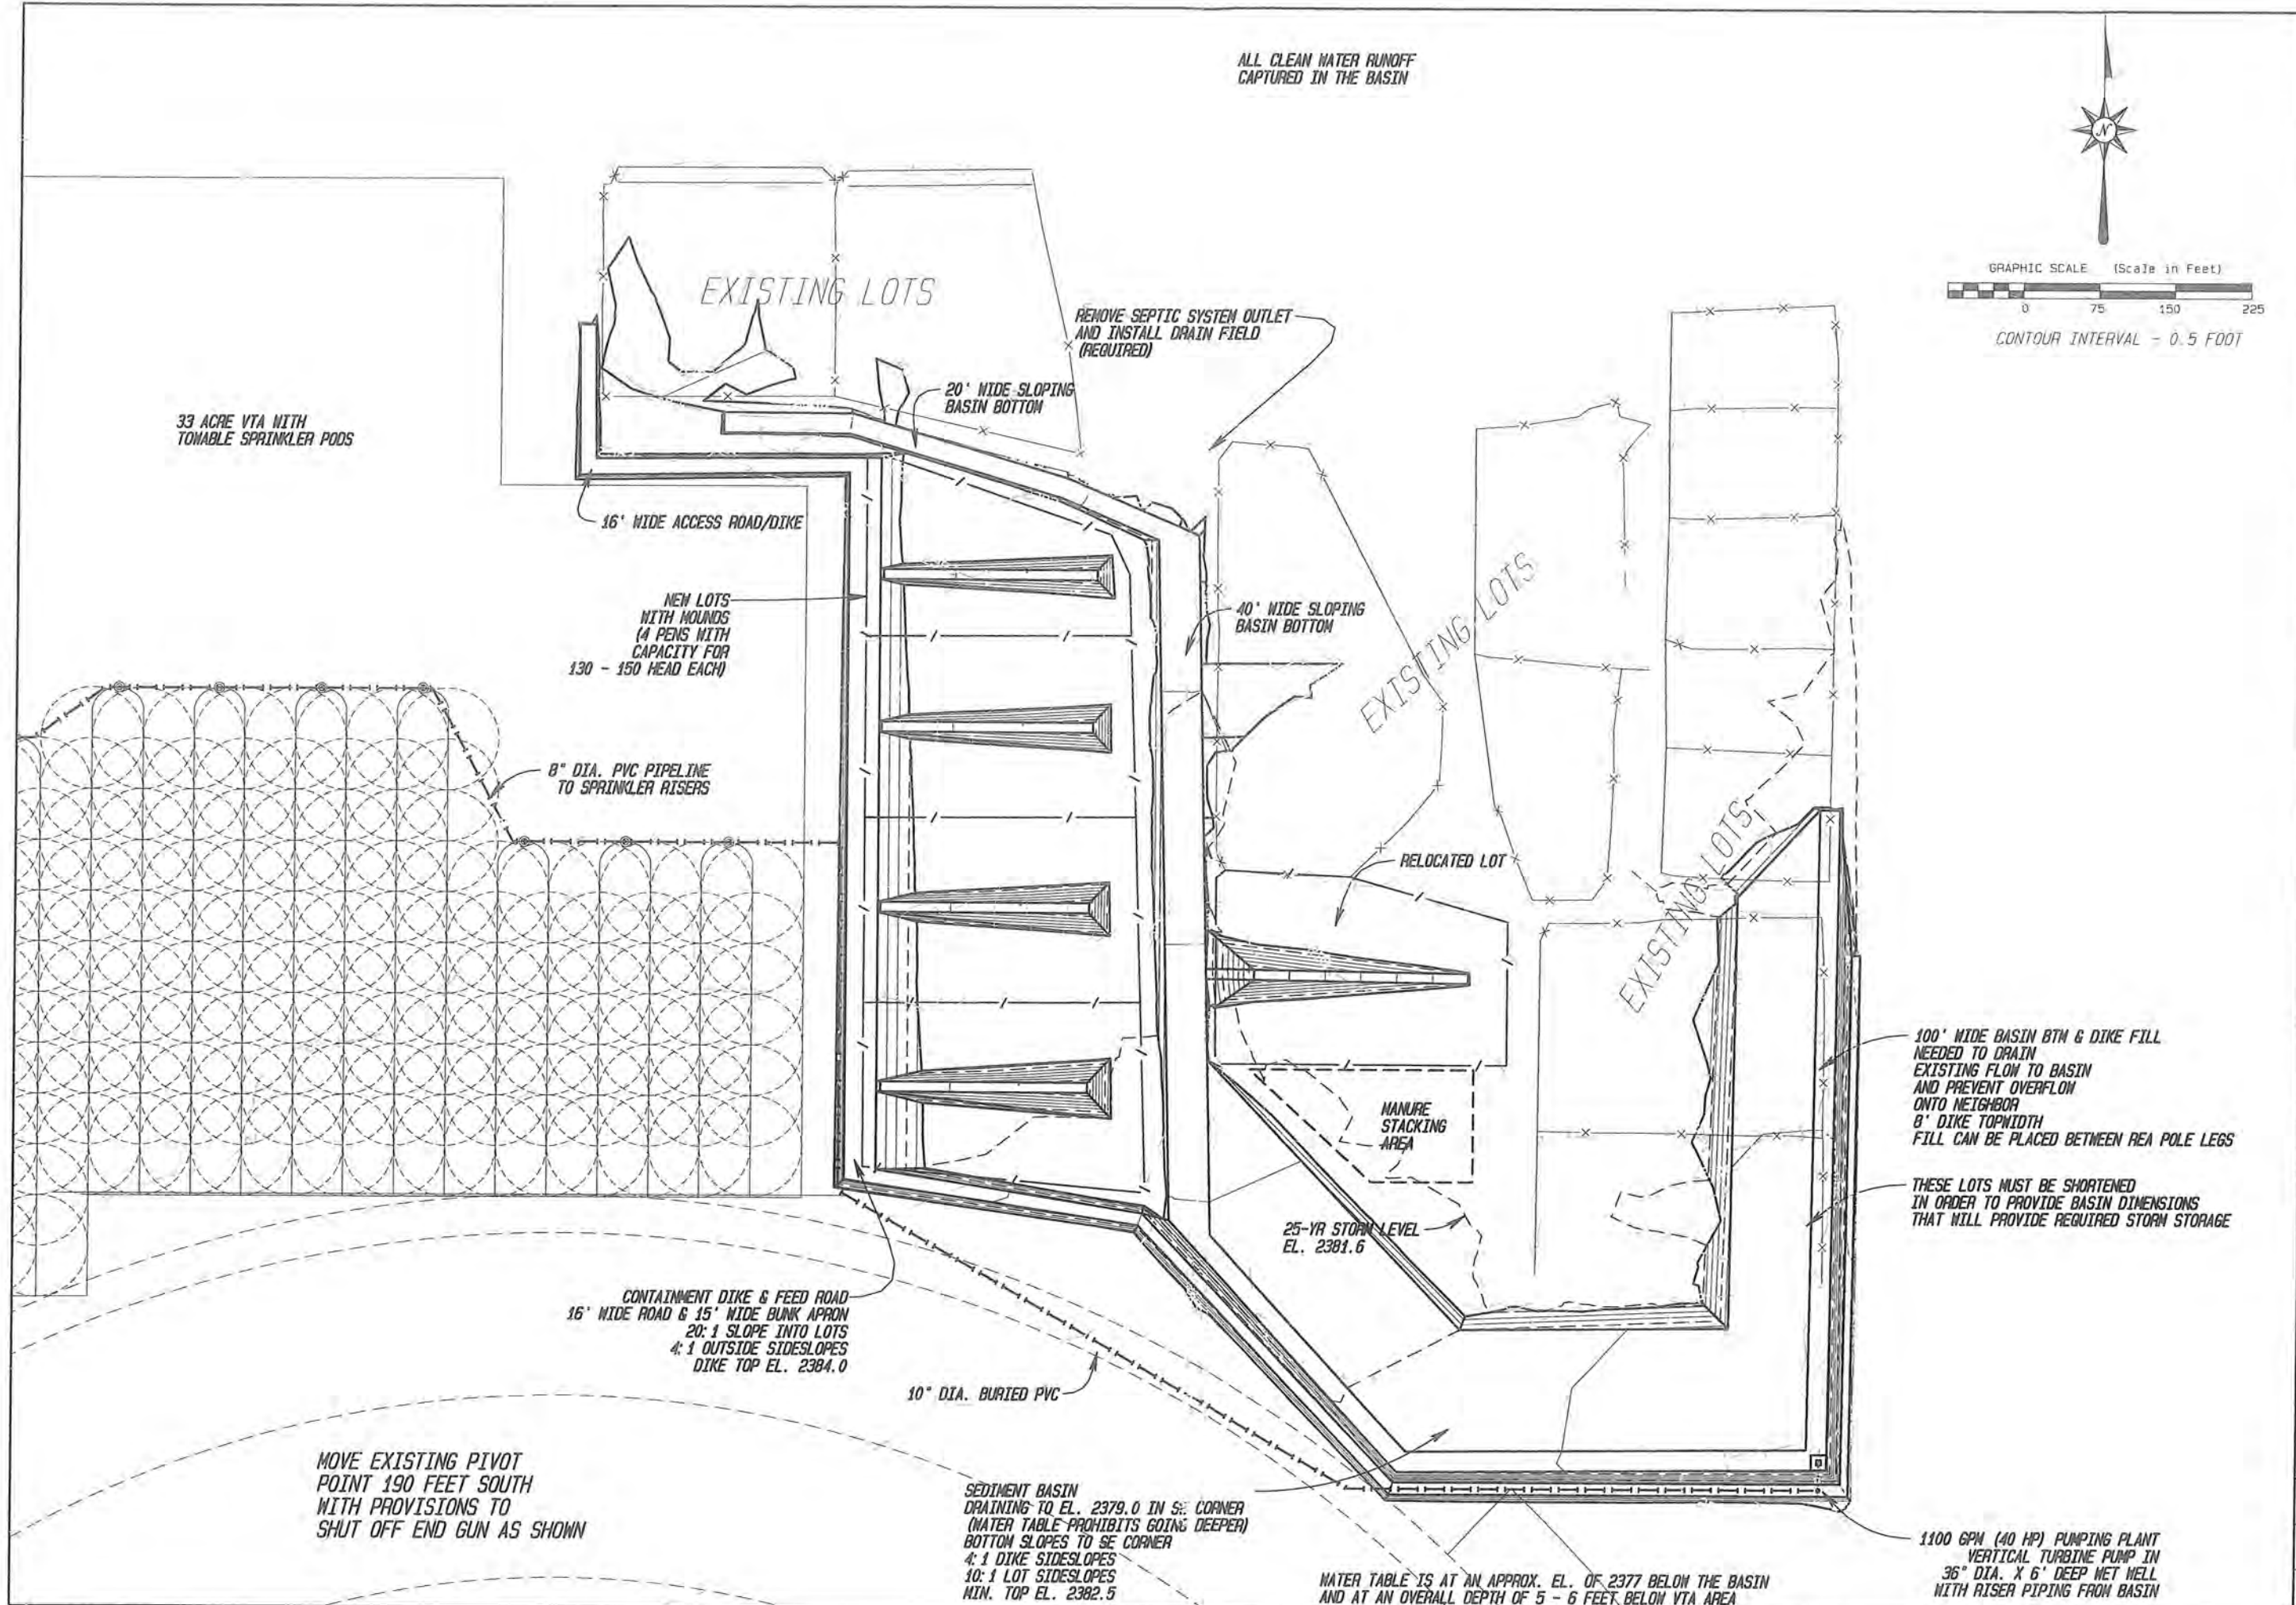 ALL CLEAN WATER RUNOFF
CAPTURED IN THE BASIN
N
GRAPHIC SCALE (Scale in Feet)
0 75 150 225
CONTOUR INTERVAL - 0.5 FOOT
EXISTING LOTS
REMOVE SEPTIC SYSTEM OUTLET
AND INSTALL DRAIN FIELD
(REQUIRED)
20' WIDE SLOPING
BASIN BOTTOM
33 ACRE VTA WITH
TOWABLE SPRINKLER PODS
16' WIDE ACCESS ROAD/DIKE
NEW LOTS
WITH MOUNDS
(4 PENS WITH
CAPACITY FOR
130 - 150 HEAD EACH)
40' WIDE SLOPING
BASIN BOTTOM
EXISTING LOTS
8" DIA. PVC PIPELINE
TO SPRINKLER RISERS
RELOCATED LOT
EXISTING LOTS
100' WIDE BASIN BTM & DIKE FILL
NEEDED TO DRAIN
EXISTING FLOW TO BASIN
AND PREVENT OVERFLOW
ONTO NEIGHBOR
8' DIKE TOPWIDTH
FILL CAN BE PLACED BETWEEN REA POLE LEGS
MANURE
STACKING
AREA
THESE LOTS MUST BE SHORTENED
IN ORDER TO PROVIDE BASIN DIMENSIONS
THAT WILL PROVIDE REQUIRED STORM STORAGE
25-YR STORM LEVEL
EL. 2381.6
CONTAINMENT DIKE & FEED ROAD
16' WIDE ROAD & 15' WIDE BUNK APRON
20:1 SLOPE INTO LOTS
4:1 OUTSIDE SIDESLOPES
DIKE TOP EL. 2384.0
10" DIA. BURIED PVC
MOVE EXISTING PIVOT
POINT 190 FEET SOUTH
WITH PROVISIONS TO
SHUT OFF END GUN AS SHOWN
SEDIMENT BASIN
DRAINING TO EL. 2379.0 IN SE CORNER
(WATER TABLE PROHIBITS GOING DEEPER)
BOTTOM SLOPES TO SE CORNER
4:1 DIKE SIDESLOPES
10:1 LOT SIDESLOPES
MIN. TOP EL. 2382.5
WATER TABLE IS AT AN APPROX. EL. OF 2377 BELOW THE BASIN
AND AT AN OVERALL DEPTH OF 5 - 6 FEET BELOW VTA AREA
1100 GPM (40 HP) PUMPING PLANT
VERTICAL TURBINE PUMP IN
36" DIA. X 6' DEEP WET WELL
WITH RISER PIPING FROM BASIN